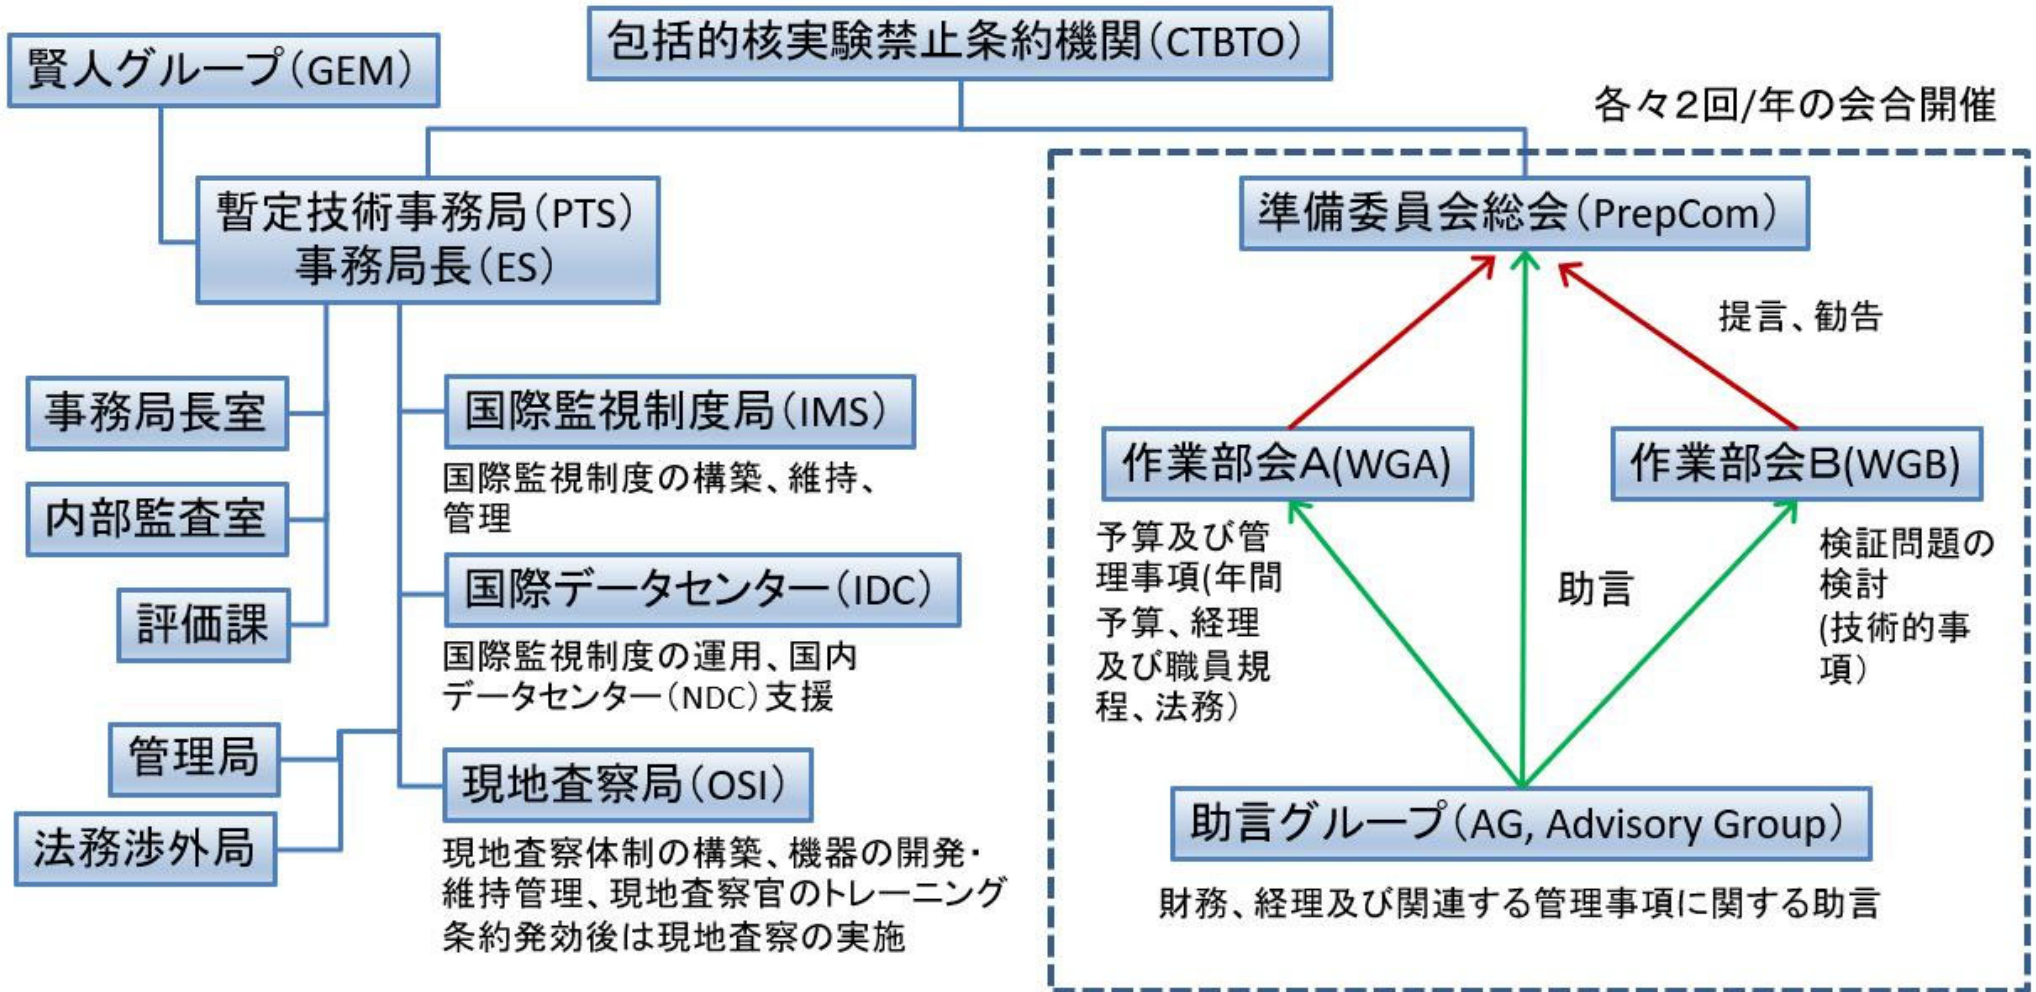 包括的核実験禁止条約機関（CTBTO）
賢人グループ（GEM）
各々２回/年の会合開催
暫定技術事務局（PTS）
事務局長（ES）
事務局長室
内部監査室
評価課
管理局
法務渉外局
国際監視制度局（IMS）
国際監視制度の構築、維持、
管理
国際データセンター（IDC）
国際監視制度の運用、国内
データセンター（NDC）支援
現地査察局（OSI）
現地査察体制の構築、機器の開発・
維持管理、現地査察官のトレーニング
条約発効後は現地査察の実施
準備委員会総会（PrepCom）
提言、勧告
作業部会Ａ(WGA)
予算及び管
理事項(年間
予算、経理
及び職員規
程、法務）
助言
作業部会Ｂ(WGB)
検証問題の
検討
(技術的事
項）
助言グループ（AG, Advisory Group）
財務、経理及び関連する管理事項に関する助言